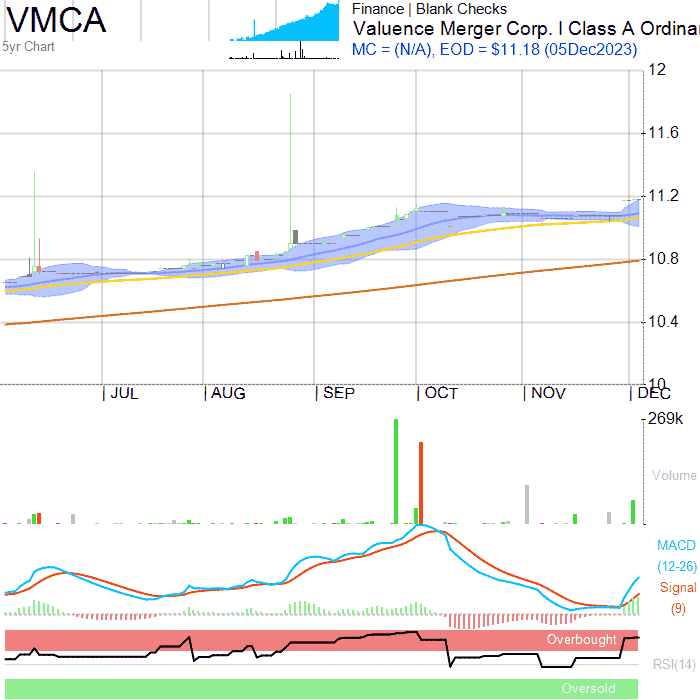 VMCA
5yr Chart
Finance | Blank Checks
Valuence Merger Corp. I Class A Ordinar
MC = (N/A), EOD = $11.18 (05Dec2023)
12
11.6
11.2
10.8
10.4
10
JUL
AUG
SEP
OCT
NOV
DEC
269k
Volume
MACD
(12-26)
Signal
(9)
Overbought
RSI(14)
Oversold